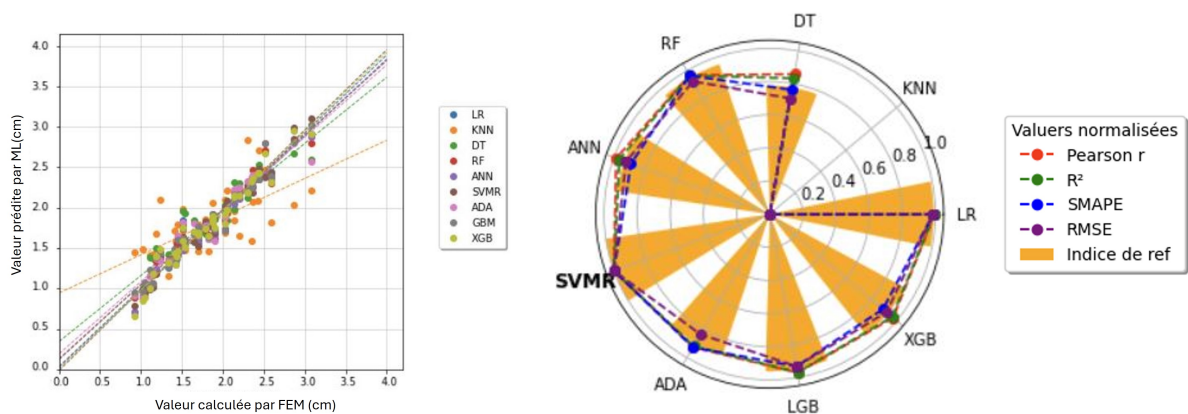 4.0
3.5
3.0
2.5
2.0
1.5
1.0
0.5
0.0
0.0 0.5 1.0 1.5 2.0 2.5 3.0 3.5 4.0
Valeur prédite par ML(cm)
Valeur calculée par FEM (cm)
LR
KNN
DT
RF
ANN
SVMR
ADA
GBM
XGB
DT
RF
KNN
ANN
1.0
0.8
0.6
0.4
0.2
LR
SVMR
XGB
ADA
LGB
Valuers normalisées
Pearson r
R²
SMAPE
RMSE
Indice de ref